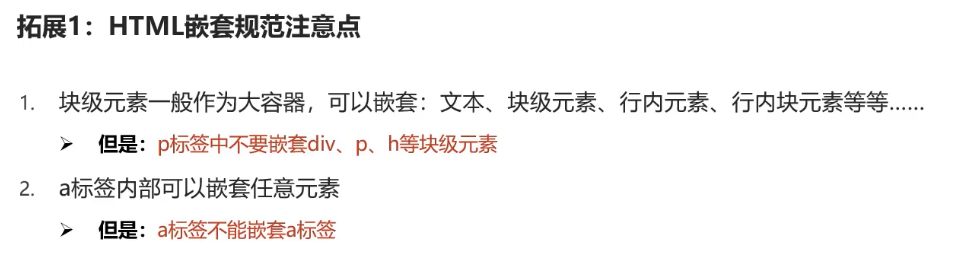 拓展1：HTML嵌套规范注意点
1. 块级元素一般作为大容器，可以嵌套：文本、块级元素、行内元素、行内块元素等等……
➢ 但是：p标签中不要嵌套div、p、h等块级元素
2. a标签内部可以嵌套任意元素
➢ 但是：a标签不能嵌套a标签